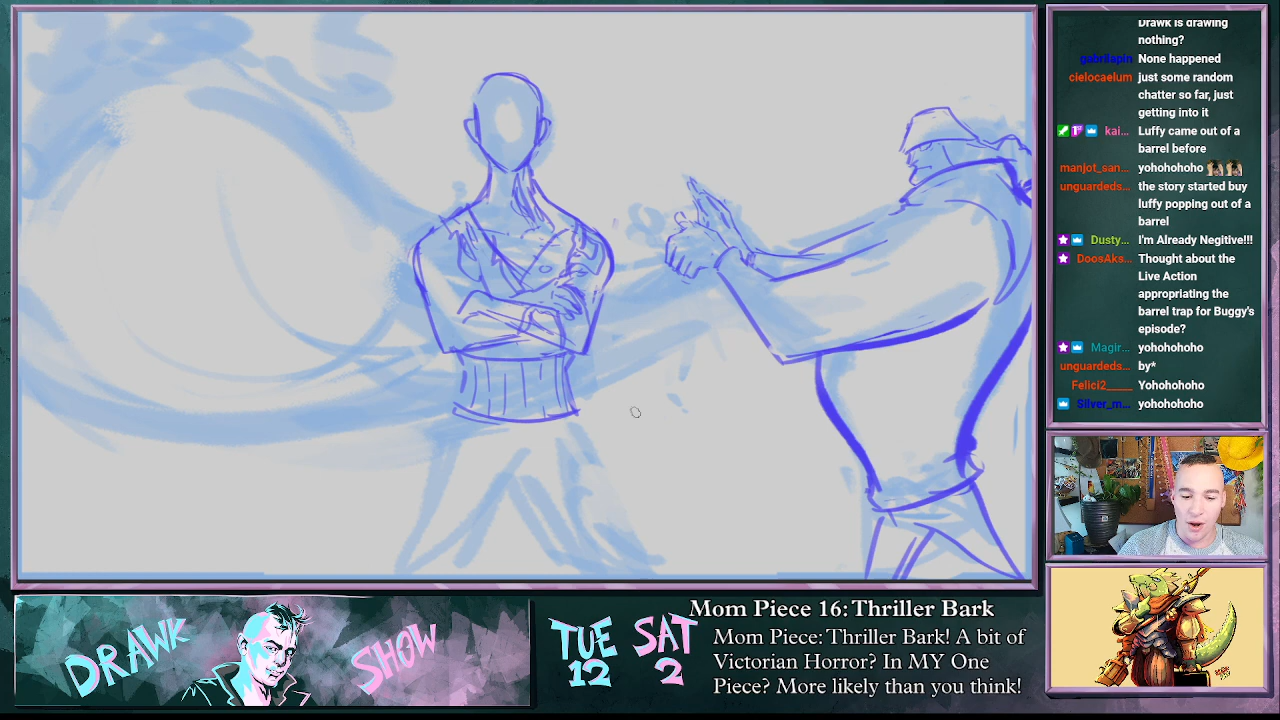 Drawk is drawing
nothing?
gabrilapin None happened
cielocaelum just some random
chatter so far, just
getting into it
kai... Luffy came out of a
barrel before
manjot_san... yohohohoho
unguardeds... the story started buy
luffy popping out of a
barrel
Dusty... I'm Already Negitive!!!
DoosAks... Thought about the
Live Action
appropriating the
barrel trap for Buggy's
episode?
Magir... yohohohoho
unguardeds... by*
Felici2____ Yohohohoho
Silver_m... yohohohoho
DRAWK SHOW
TUE SAT
12 2
Mom Piece 16: Thriller Bark
Mom Piece: Thriller Bark! A bit of
Victorian Horror? In MY One
Piece? More likely than you think!